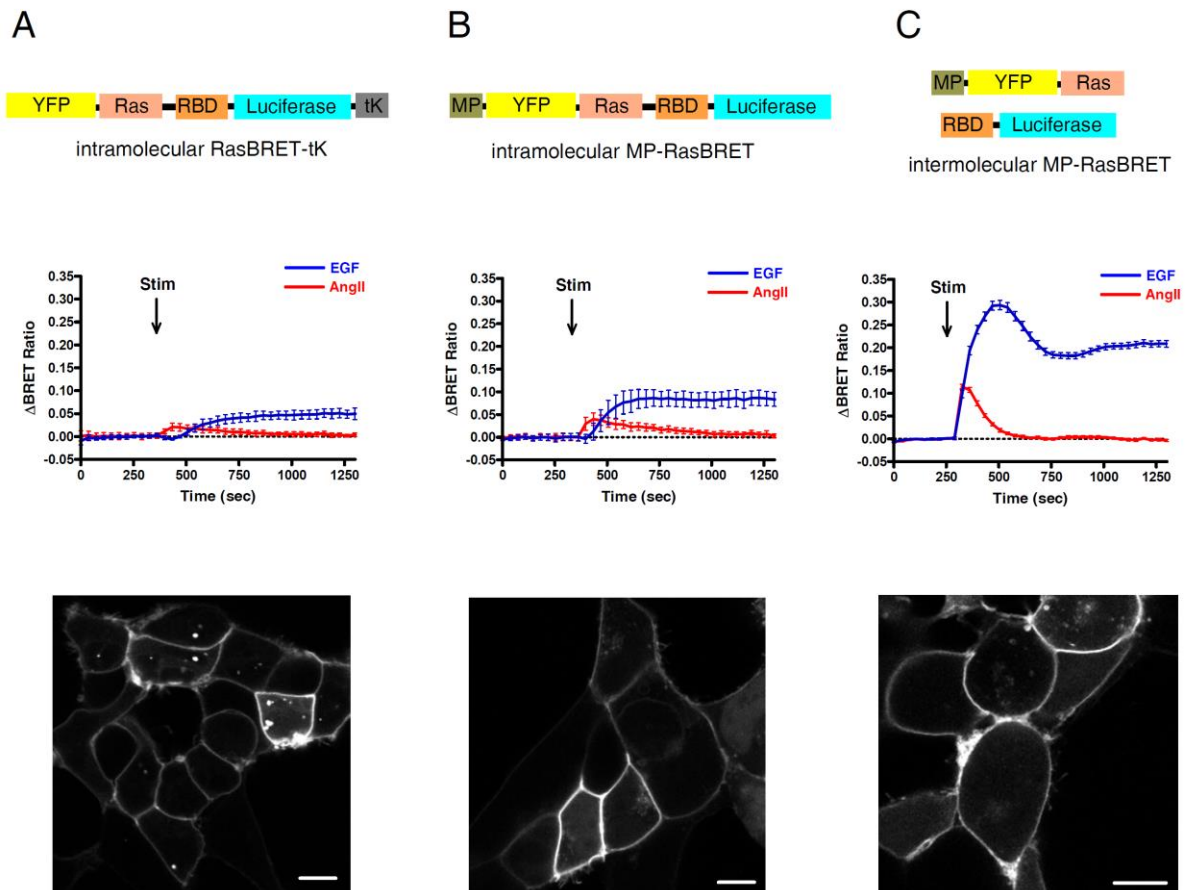 A
YFP Ras RBD Luciferase tK
intramolecular RasBRET-tK
EGF
AngII
Stim
ΔBRET Ratio
0.35
0.30
0.25
0.20
0.15
0.10
0.05
0.00
-0.05
0 250 500 750 1000 1250
Time (sec)
B
MP YFP Ras RBD Luciferase
intramolecular MP-RasBRET
EGF
AngII
Stim
ΔBRET Ratio
0.35
0.30
0.25
0.20
0.15
0.10
0.05
0.00
-0.05
0 250 500 750 1000 1250
Time (sec)
C
MP YFP Ras
RBD Luciferase
intermolecular MP-RasBRET
EGF
AngII
Stim
ΔBRET Ratio
0.35
0.30
0.25
0.20
0.15
0.10
0.05
0.00
-0.05
0 250 500 750 1000 1250
Time (sec)